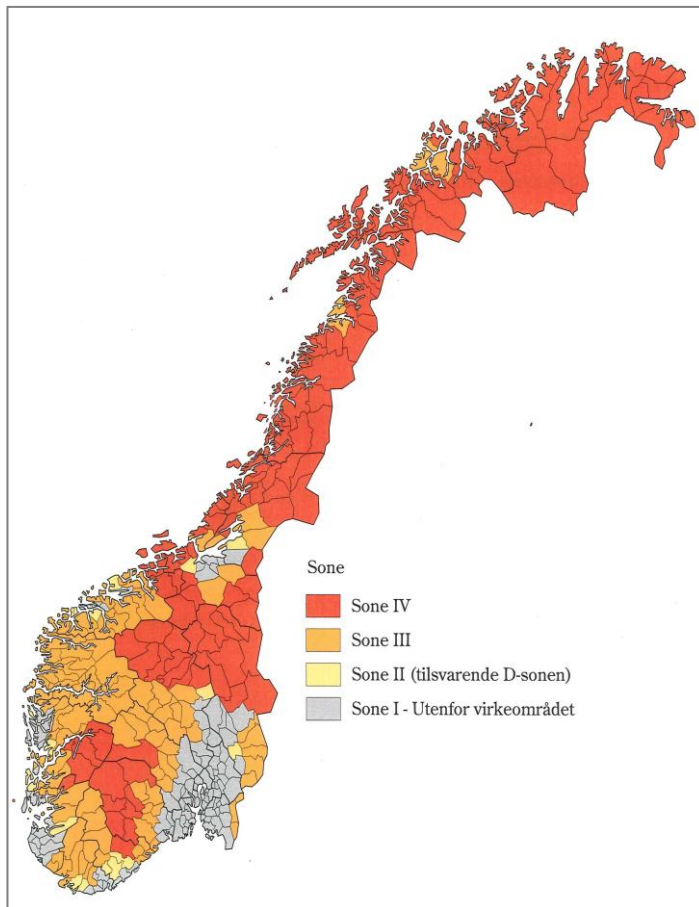 Sone
Sone IV
Sone III
Sone II (tilsvarende D-sonen)
Sone I - Utenfor virkeområdet